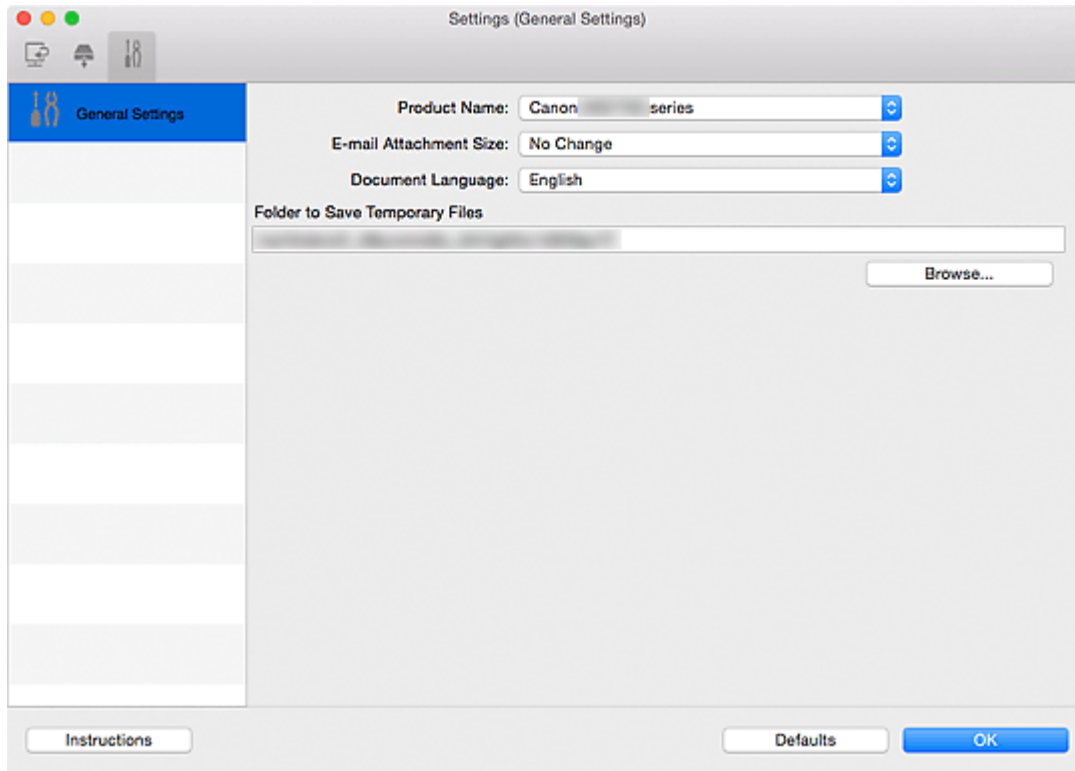 Settings (General Settings)
General Settings
Product Name: Canon series
E-mail Attachment Size: No Change
Document Language: English
Folder to Save Temporary Files
Browse...
Instructions Defaults OK